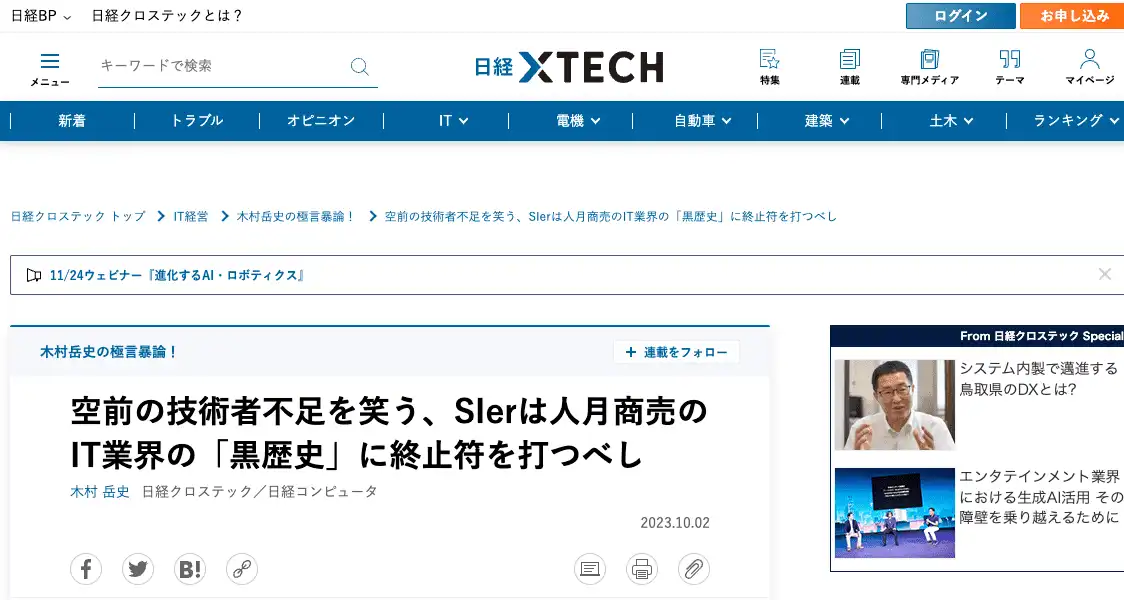 日経BP
日経クロステックとは？
ログイン
お申し込み
メニュー
キーワードで検索
日経XTECH
特集
連載
専門メディア
テーマ
マイページ
新着
トラブル
オピニオン
IT
電機
自動車
建築
土木
ランキング
日経クロステック トップ
IT経営
木村岳史の極言暴論！
空前の技術者不足を笑う、SIerは人月商売のIT業界の「黒歴史」に終止符を打つべし
11/24ウェビナー『進化するAI・ロボティクス』
木村岳史の極言暴論！
+ 連載をフォロー
空前の技術者不足を笑う、SIerは人月商売の
IT業界の「黒歴史」に終止符を打つべし
木村 岳史 日経クロステック／日経コンピュータ
2023.10.02
B!
From 日経クロステック Special
システム内製で邁進する
鳥取県のDXとは?
エンタテインメント業界
における生成AI活用 その
障壁を乗り越えるために